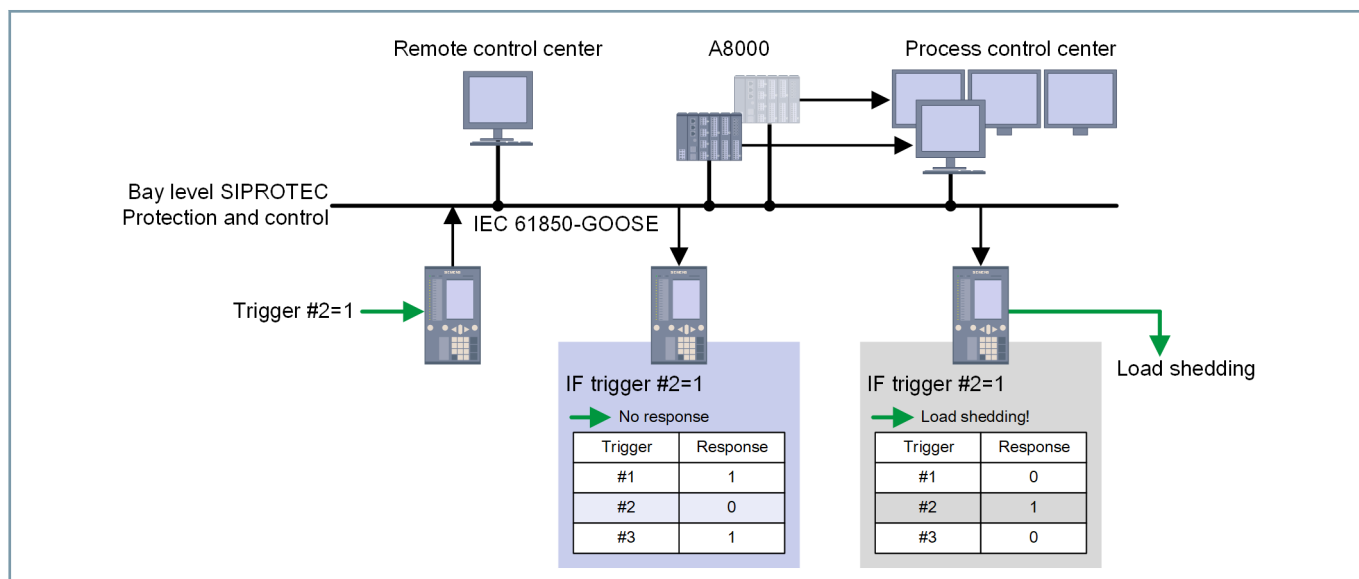 Remote control center
A8000
Process control center
Bay level SIPROTEC
Protection and control
IEC 61850-GOOSE
Trigger #2=1
IF trigger #2=1
No response
Trigger Response
#1 1
#2 0
#3 1
IF trigger #2=1
Load shedding!
Trigger Response
#1 0
#2 1
#3 0
Load shedding